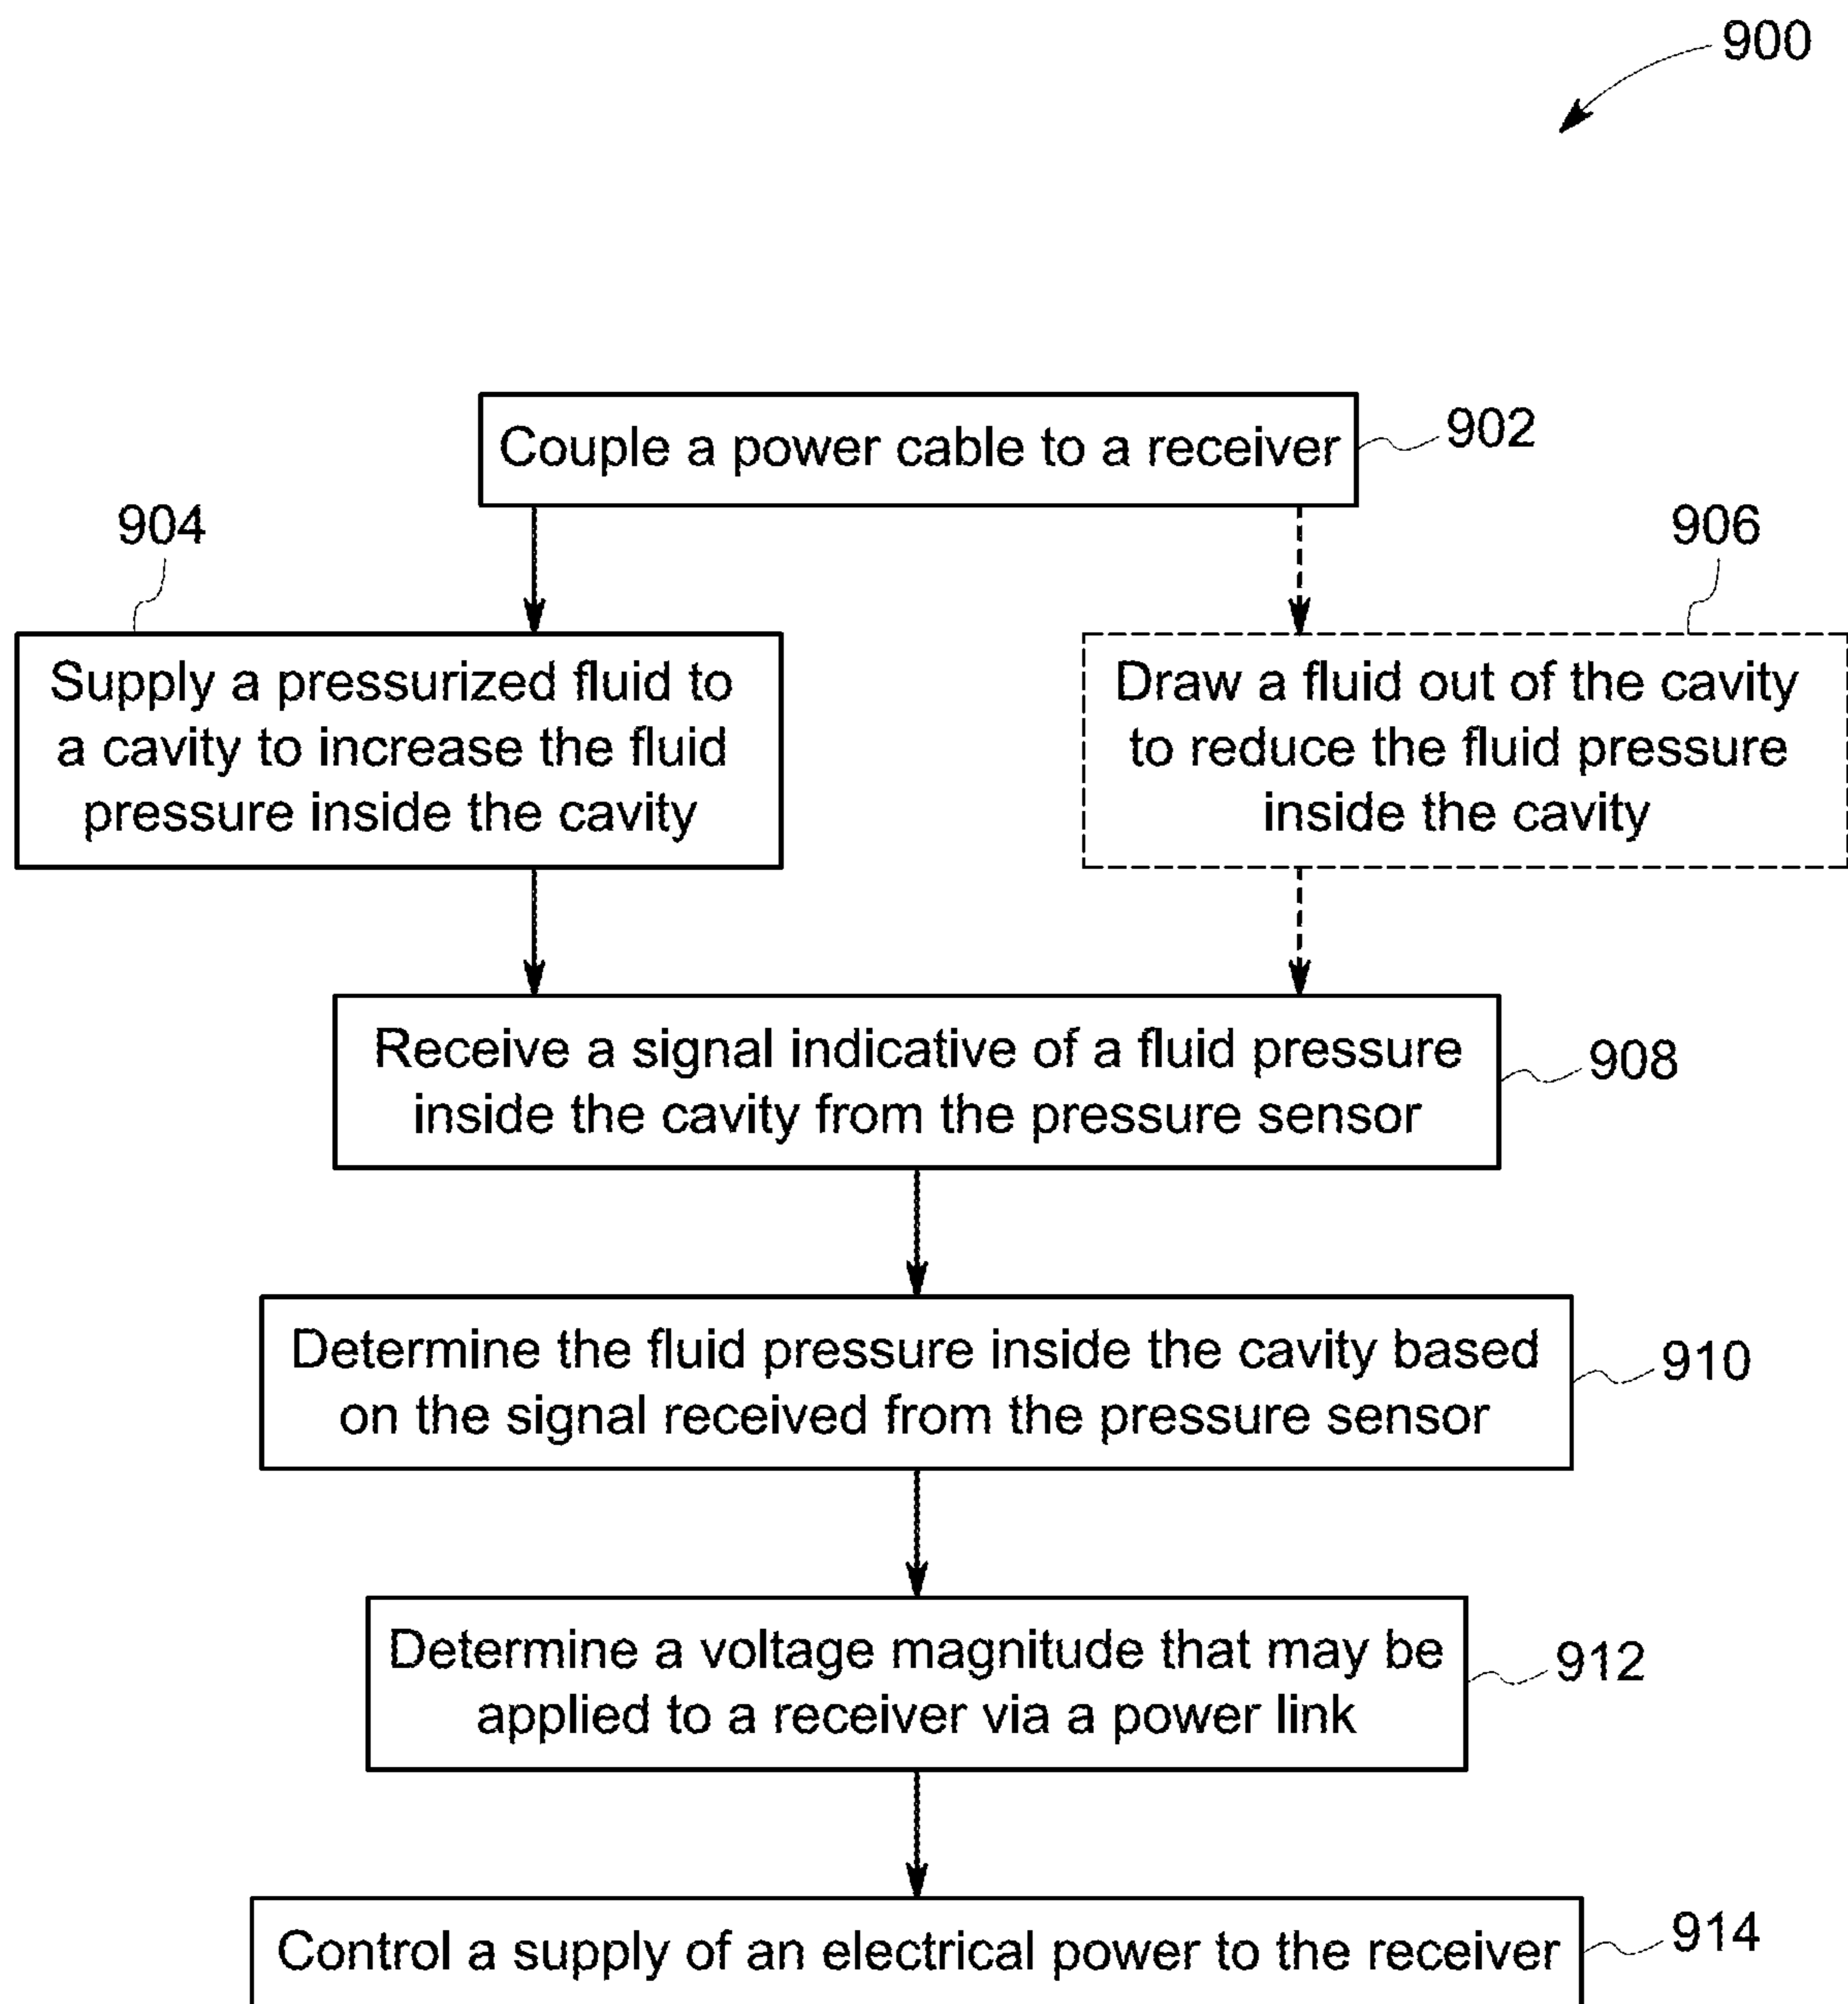 900
Couple a power cable to a receiver
902
904
906
Supply a pressurized fluid to
a cavity to increase the fluid
pressure inside the cavity
Draw a fluid out of the cavity
to reduce the fluid pressure
inside the cavity
Receive a signal indicative of a fluid pressure
inside the cavity from the pressure sensor
908
Determine the fluid pressure inside the cavity based
on the signal received from the pressure sensor
910
Determine a voltage magnitude that may be
applied to a receiver via a power link
912
Control a supply of an electrical power to the receiver
914